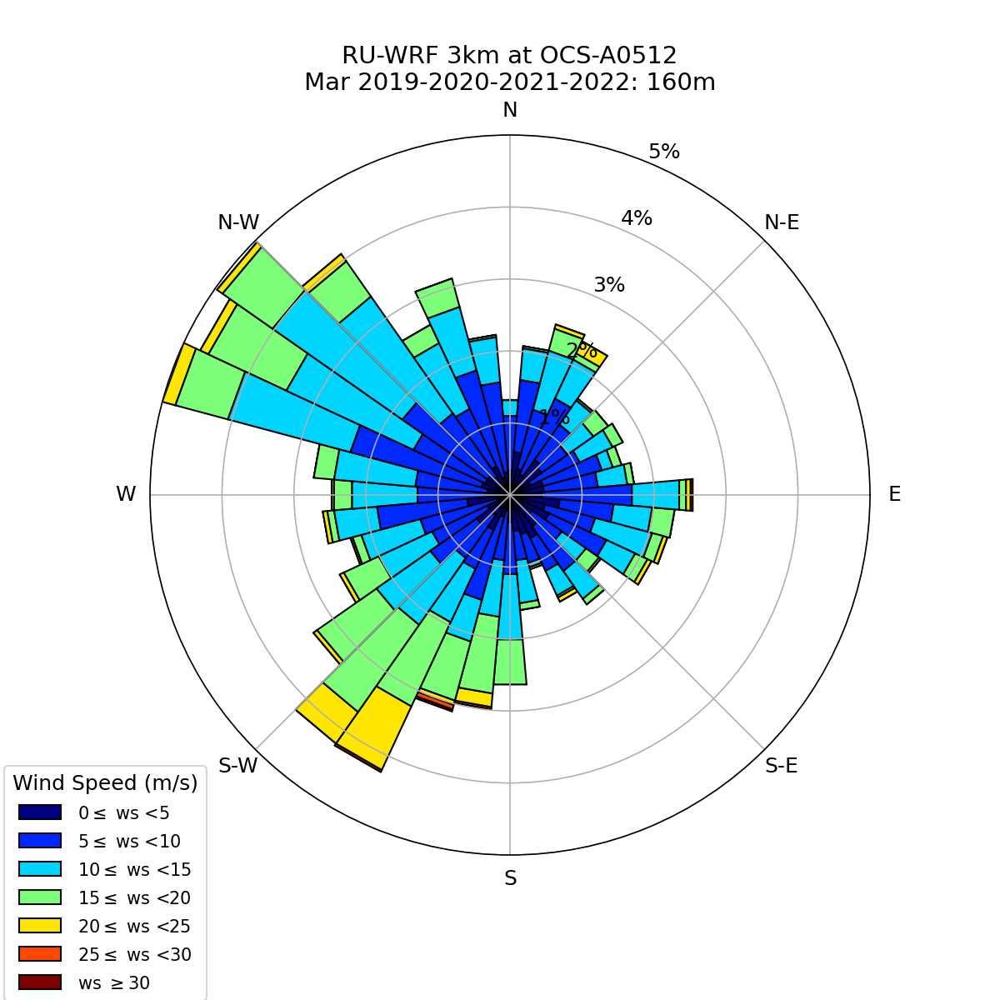 RU-WRF 3km at OCS-A0512
Mar 2019-2020-2021-2022: 160m
N
5%
N-W
4%
N-E
3%
2%
1%
W
E
S-W
S-E
S
Wind Speed (m/s)
0 ≤ ws <5
5 ≤ ws <10
10 ≤ ws <15
15 ≤ ws <20
20 ≤ ws <25
25 ≤ ws <30
ws ≥ 30